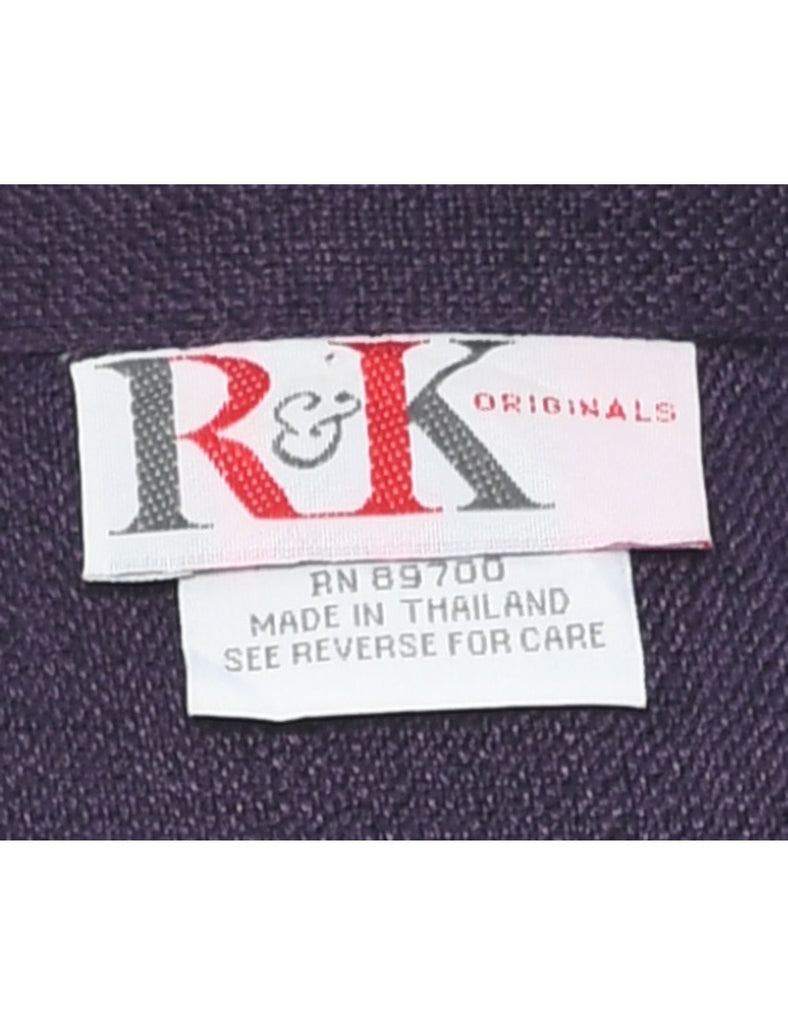 R&K ORIGINALS
RN 89700
MADE IN THAILAND
SEE REVERSE FOR CARE